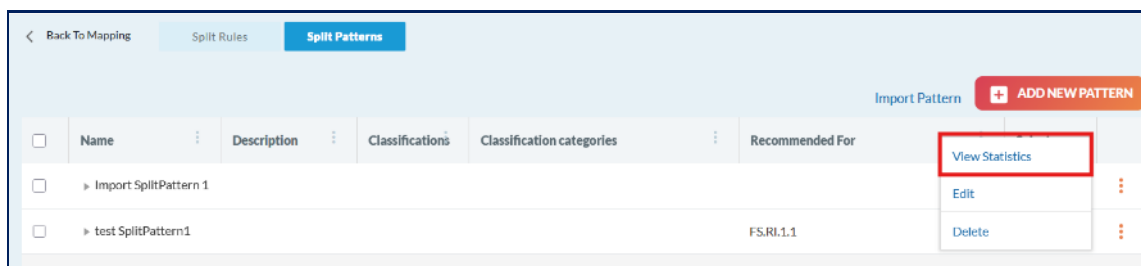 Back To Mapping Split Rules Split Patterns
Import Pattern ADD NEW PATTERN
Name Description Classifications Classification categories Recommended For
View Statistics
Import SplitPattern 1
Edit
test SplitPattern1 FS.RI.1.1 Delete